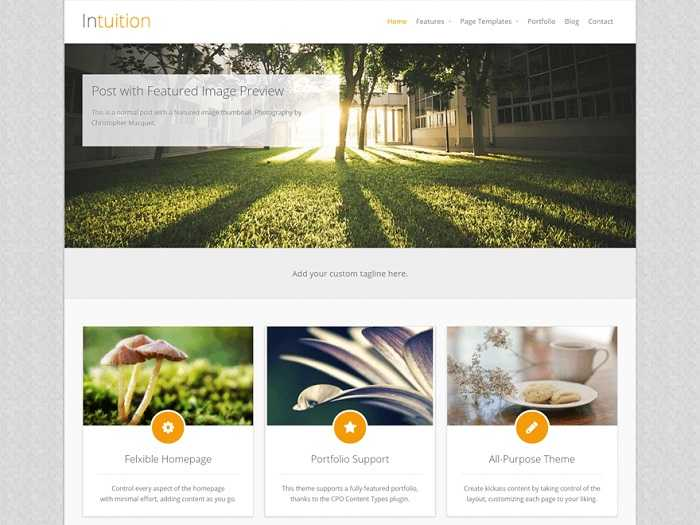 Intuition
Home Features Page Templates Portfolio Blog Contact
Post with Featured Image Preview
This is a normal post with a featured image thumbnail. Photography by
Christopher Macquet.
Add your custom tagline here.
Felxible Homepage
Control every aspect of the homepage
with minimal effort, adding content as you go.
Portfolio Support
This theme supports a fully featured portfolio,
thanks to the CPO Content Types plugin.
All-Purpose Theme
Create kickass content by taking control of the
layout, customizing each page to your liking.